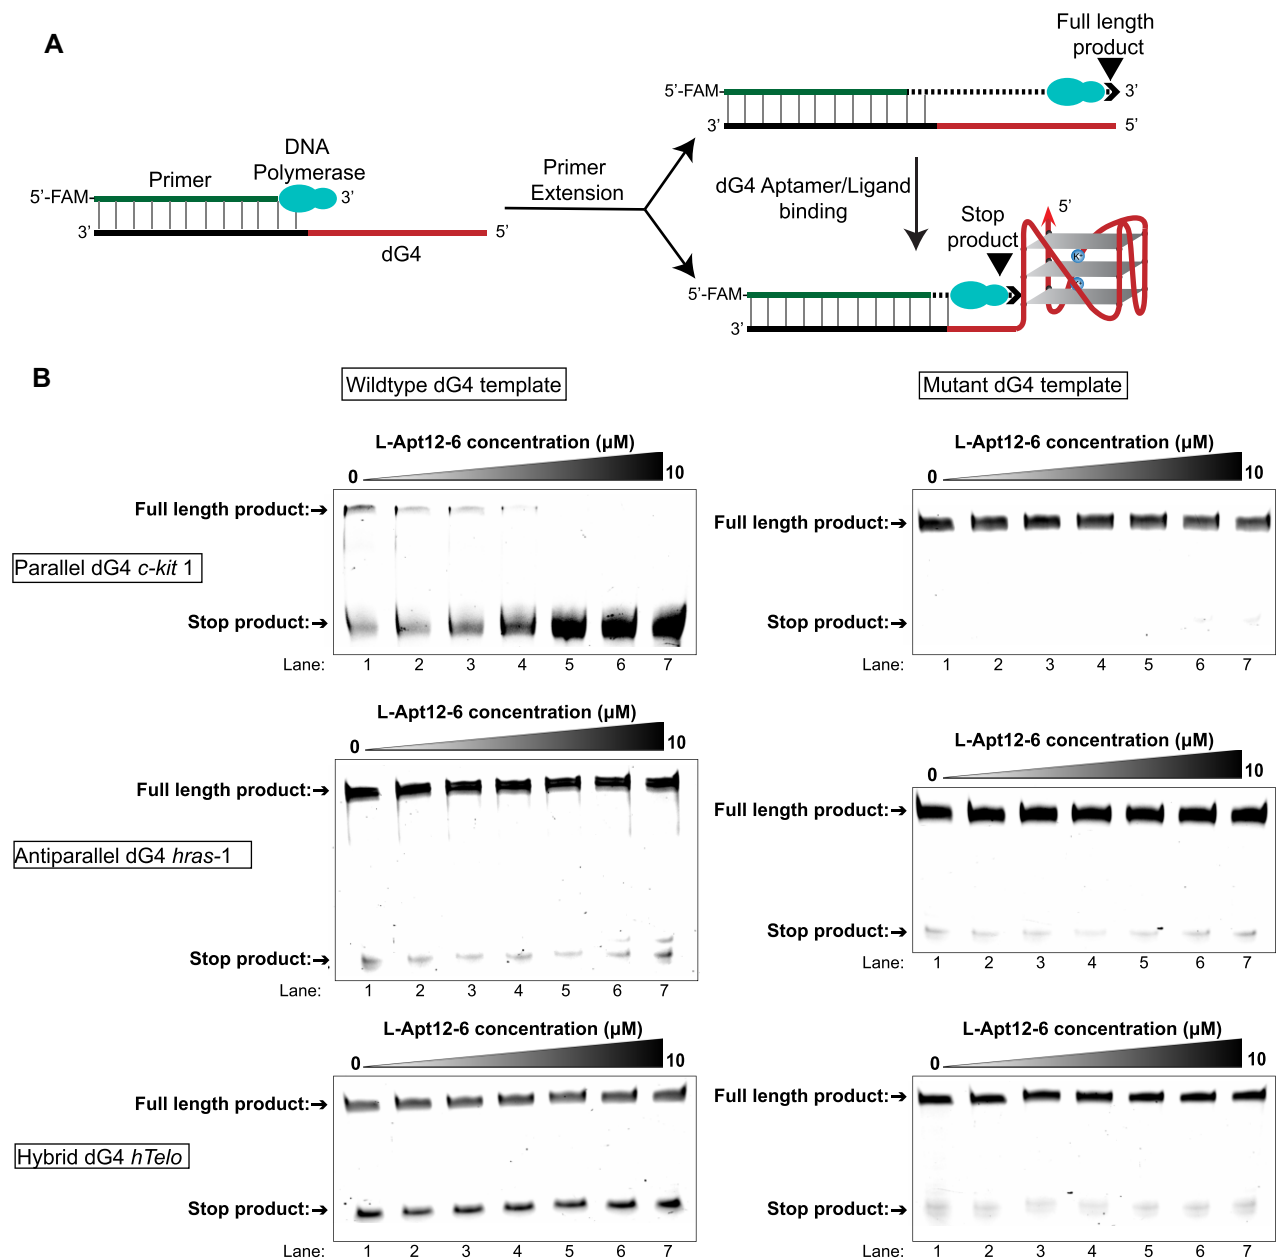 A
Full length
product
5'-FAM-
3'
3'
5'
DNA
Polymerase
Primer
5'-FAM-
3'
3'
5'
dG4
Primer
Extension
dG4 Aptamer/Ligand
binding
Stop
product
5'
K+
K+
5'-FAM-
3'
B
Wildtype dG4 template
Mutant dG4 template
L-Apt12-6 concentration (µM)
0
10
Full length product:→
Parallel dG4 c-kit 1
Stop product:→
Lane: 1 2 3 4 5 6 7
L-Apt12-6 concentration (µM)
0
10
Full length product:→
Stop product:→
Lane: 1 2 3 4 5 6 7
L-Apt12-6 concentration (µM)
0
10
Full length product:→
Antiparallel dG4 hras-1
Stop product:→
Lane: 1 2 3 4 5 6 7
L-Apt12-6 concentration (µM)
0
10
Full length product:→
Stop product:→
Lane: 1 2 3 4 5 6 7
L-Apt12-6 concentration (µM)
0
10
Full length product:→
Hybrid dG4 hTelo
Stop product:→
Lane: 1 2 3 4 5 6 7
L-Apt12-6 concentration (µM)
0
10
Full length product:→
Stop product:→
Lane: 1 2 3 4 5 6 7